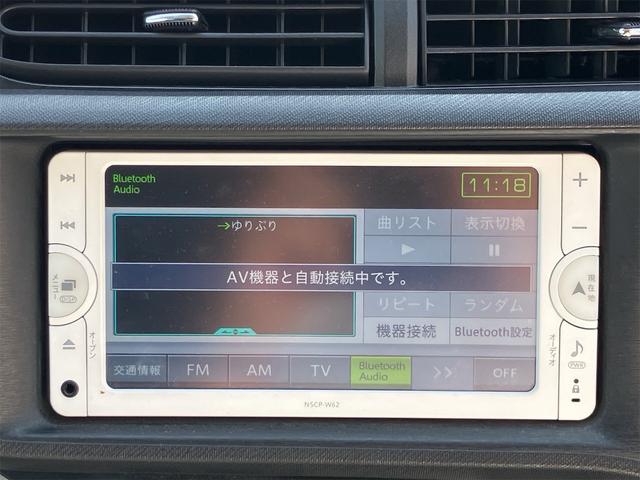 Bluetooth
Audio
11:18
→ゆりぷり
曲リスト
表示切換
AV機器と自動接続中です。
リピート
ランダム
機器接続
Bluetooth設定
交通情報
FM
AM
TV
Bluetooth
Audio
>>
OFF
メニュー
オープン
現在地
オーディオ
PWR
NSCP-W62